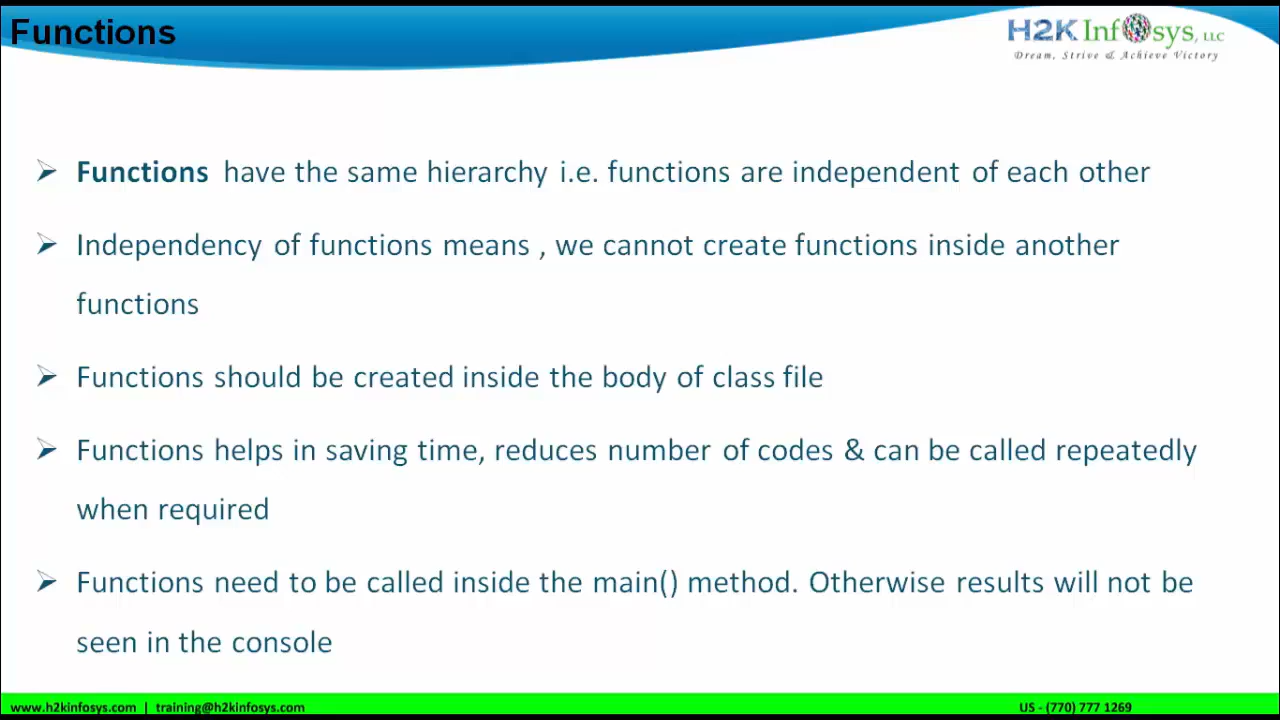 Functions
H2K Infosys, LLC
Dream, Strive & Achieve Victory
Functions have the same hierarchy i.e. functions are independent of each other
Independency of functions means , we cannot create functions inside another
functions
Functions should be created inside the body of class file
Functions helps in saving time, reduces number of codes & can be called repeatedly
when required
Functions need to be called inside the main() method. Otherwise results will not be
seen in the console
www.h2kinfosys.com | training@h2kinfosys.com
US - (770) 777 1269